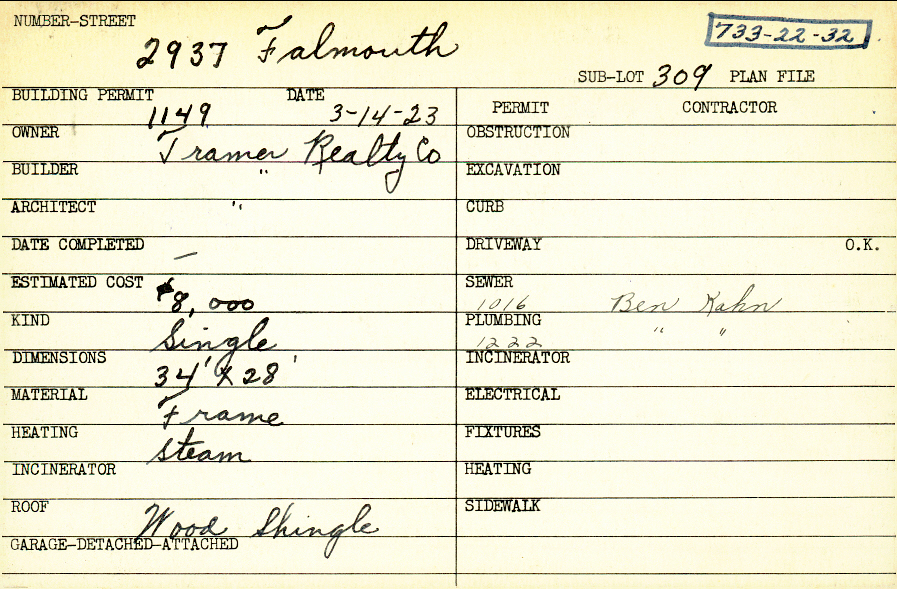 NUMBER-STREET
2937 Falmouth
733-22-32
SUB-LOT 309 PLAN FILE
BUILDING PERMIT 1149 DATE 3-14-23
OWNER Tramer Realty Co
BUILDER "
ARCHITECT "
DATE COMPLETED —
ESTIMATED COST $8,000
KIND Single
DIMENSIONS 34' X 28'
MATERIAL Frame
HEATING Steam
INCINERATOR
ROOF Wood Shingle
GARAGE-DETACHED-ATTACHED
PERMIT CONTRACTOR
OBSTRUCTION
EXCAVATION
CURB
DRIVEWAY O.K.
SEWER 1016 Ben Kahn
PLUMBING 1222 " "
INCINERATOR
ELECTRICAL
FIXTURES
HEATING
SIDEWALK